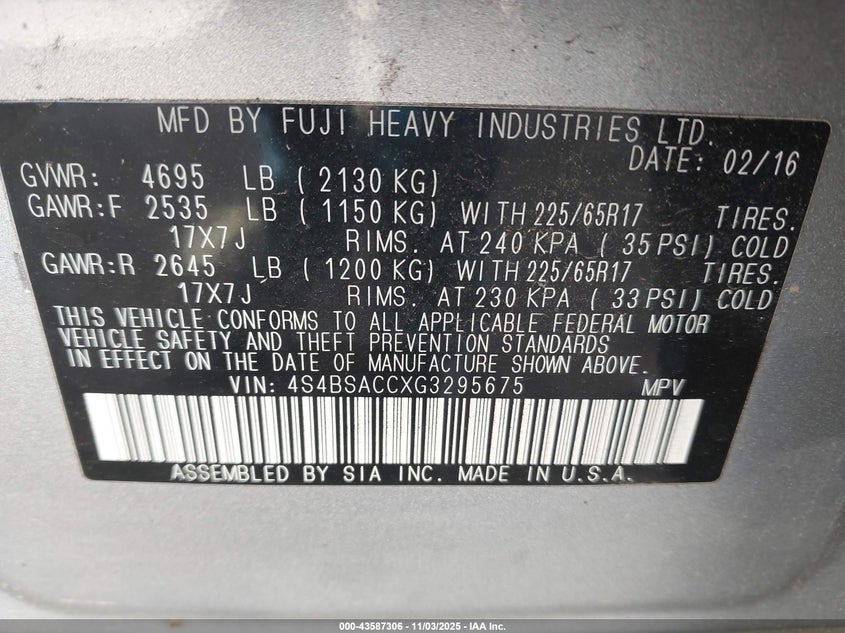 MFD BY FUJI HEAVY INDUSTRIES LTD.
DATE: 02/16
GVWR: 4695 LB ( 2130 KG)
GAWR:F 2535 LB ( 1150 KG) WITH 225/65R17 TIRES.
17X7J RIMS. AT 240 KPA ( 35 PSI) COLD
GAWR:R 2645 LB ( 1200 KG) WITH 225/65R17 TIRES.
17X7J RIMS. AT 230 KPA ( 33 PSI) COLD
THIS VEHICLE CONFORMS TO ALL APPLICABLE FEDERAL MOTOR
VEHICLE SAFETY AND THEFT PREVENTION STANDARDS
IN EFFECT ON THE DATE OF MANUFACTURE SHOWN ABOVE.
VIN: 4S4BSACCXG3295675 MPV
ASSEMBLED BY SIA INC. MADE IN U.S.A.
000-43587306 - 11/03/2025 - IAA Inc.